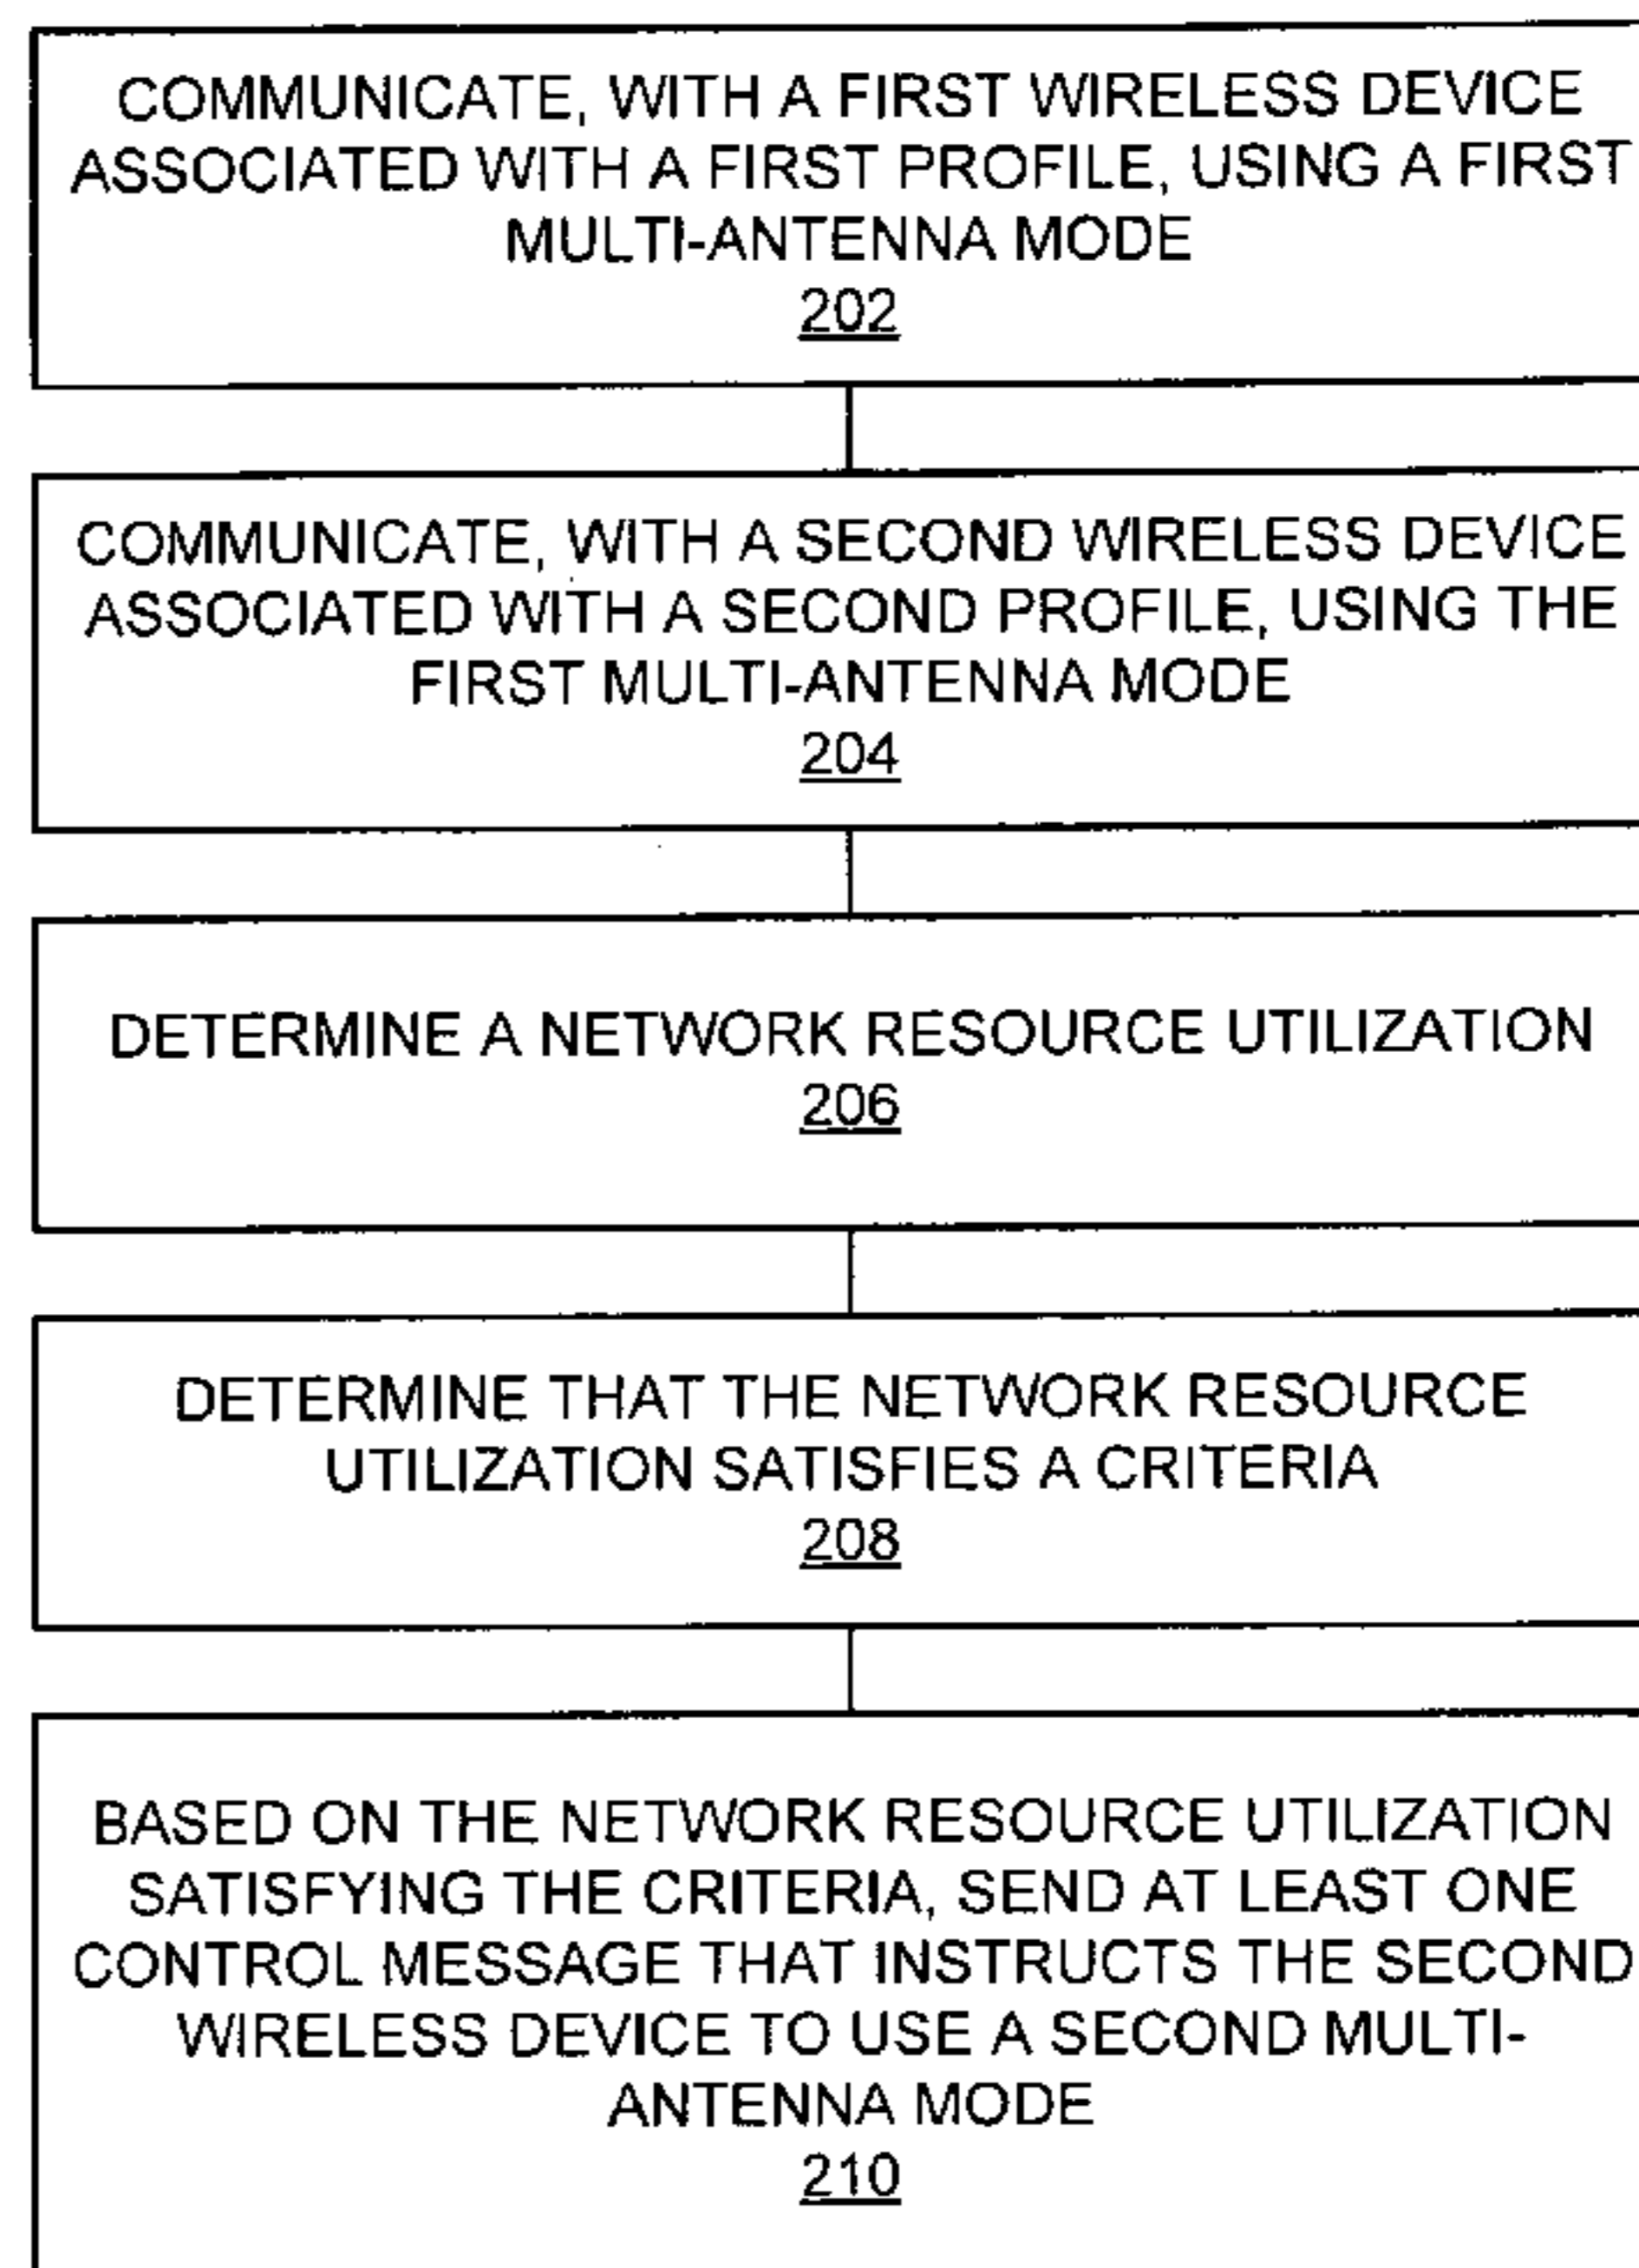 COMMUNICATE, WITH A FIRST WIRELESS DEVICE
ASSOCIATED WITH A FIRST PROFILE, USING A FIRST
MULTI-ANTENNA MODE
202
COMMUNICATE, WITH A SECOND WIRELESS DEVICE
ASSOCIATED WITH A SECOND PROFILE, USING THE
FIRST MULTI-ANTENNA MODE
204
DETERMINE A NETWORK RESOURCE UTILIZATION
206
DETERMINE THAT THE NETWORK RESOURCE
UTILIZATION SATISFIES A CRITERIA
208
BASED ON THE NETWORK RESOURCE UTILIZATION
SATISFYING THE CRITERIA, SEND AT LEAST ONE
CONTROL MESSAGE THAT INSTRUCTS THE SECOND
WIRELESS DEVICE TO USE A SECOND MULTI-
ANTENNA MODE
210